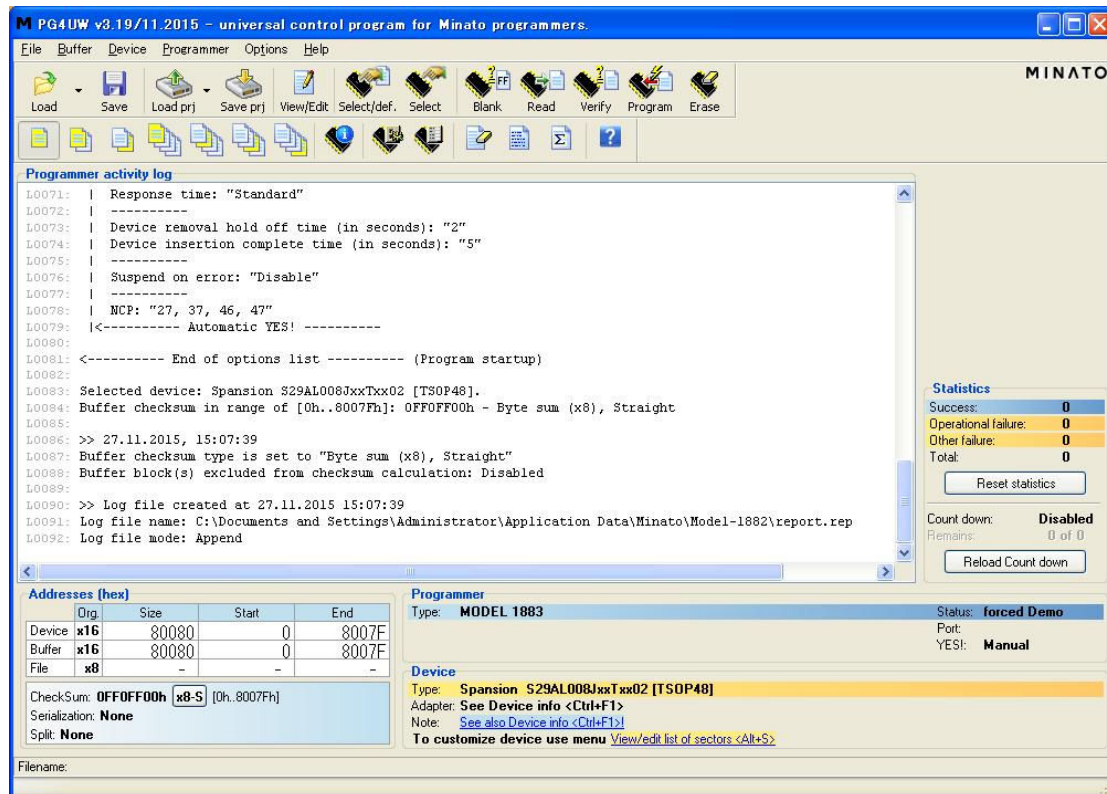 M PG4UW v3.19/11.2015 - universal control program for Minato programmers.
File Buffer Device Programmer Options Help
Load Save Load prj Save prj View/Edit Select/def. Select Blank Read Verify Program Erase
MINATO
Programmer activity log
L0071: | Response time: "Standard"
L0072: | ----------
L0073: | Device removal hold off time (in seconds): "2"
L0074: | Device insertion complete time (in seconds): "5"
L0075: | ----------
L0076: | Suspend on error: "Disable"
L0077: | ----------
L0078: | NCP: "27, 37, 46, 47"
L0079: |<---------- Automatic YES! ----------
L0080:
L0081: <---------- End of options list ---------- (Program startup)
L0082:
L0083: Selected device: Spansion S29AL008JxxTxx02 [TSOP48].
L0084: Buffer checksum in range of [0h..8007Fh]: 0FF0FF00h - Byte sum (x8), Straight
L0085:
L0086: >> 27.11.2015, 15:07:39
L0087: Buffer checksum type is set to "Byte sum (x8), Straight"
L0088: Buffer block(s) excluded from checksum calculation: Disabled
L0089:
L0090: >> Log file created at 27.11.2015 15:07:39
L0091: Log file name: C:\Documents and Settings\Administrator\Application Data\Minato\Model-1882\report.rep
L0092: Log file mode: Append
Statistics
Success: 0
Operational failure: 0
Other failure: 0
Total: 0
Reset statistics
Count down: Disabled
Remains: 0 of 0
Reload Count down
Addresses (hex)
Org. Size Start End
Device x16 80080 0 8007F
Buffer x16 80080 0 8007F
File x8 - - -
CheckSum: 0FF0FF00h x8-S [0h..8007Fh]
Serialization: None
Split: None
Programmer
Type: MODEL 1883
Status: forced Demo
Port:
YES!: Manual
Device
Type: Spansion S29AL008JxxTxx02 [TSOP48]
Adapter: See Device info <Ctrl+F1>
Note: See also Device info <Ctrl+F1>!
To customize device use menu View/edit list of sectors <Alt+S>
Filename: